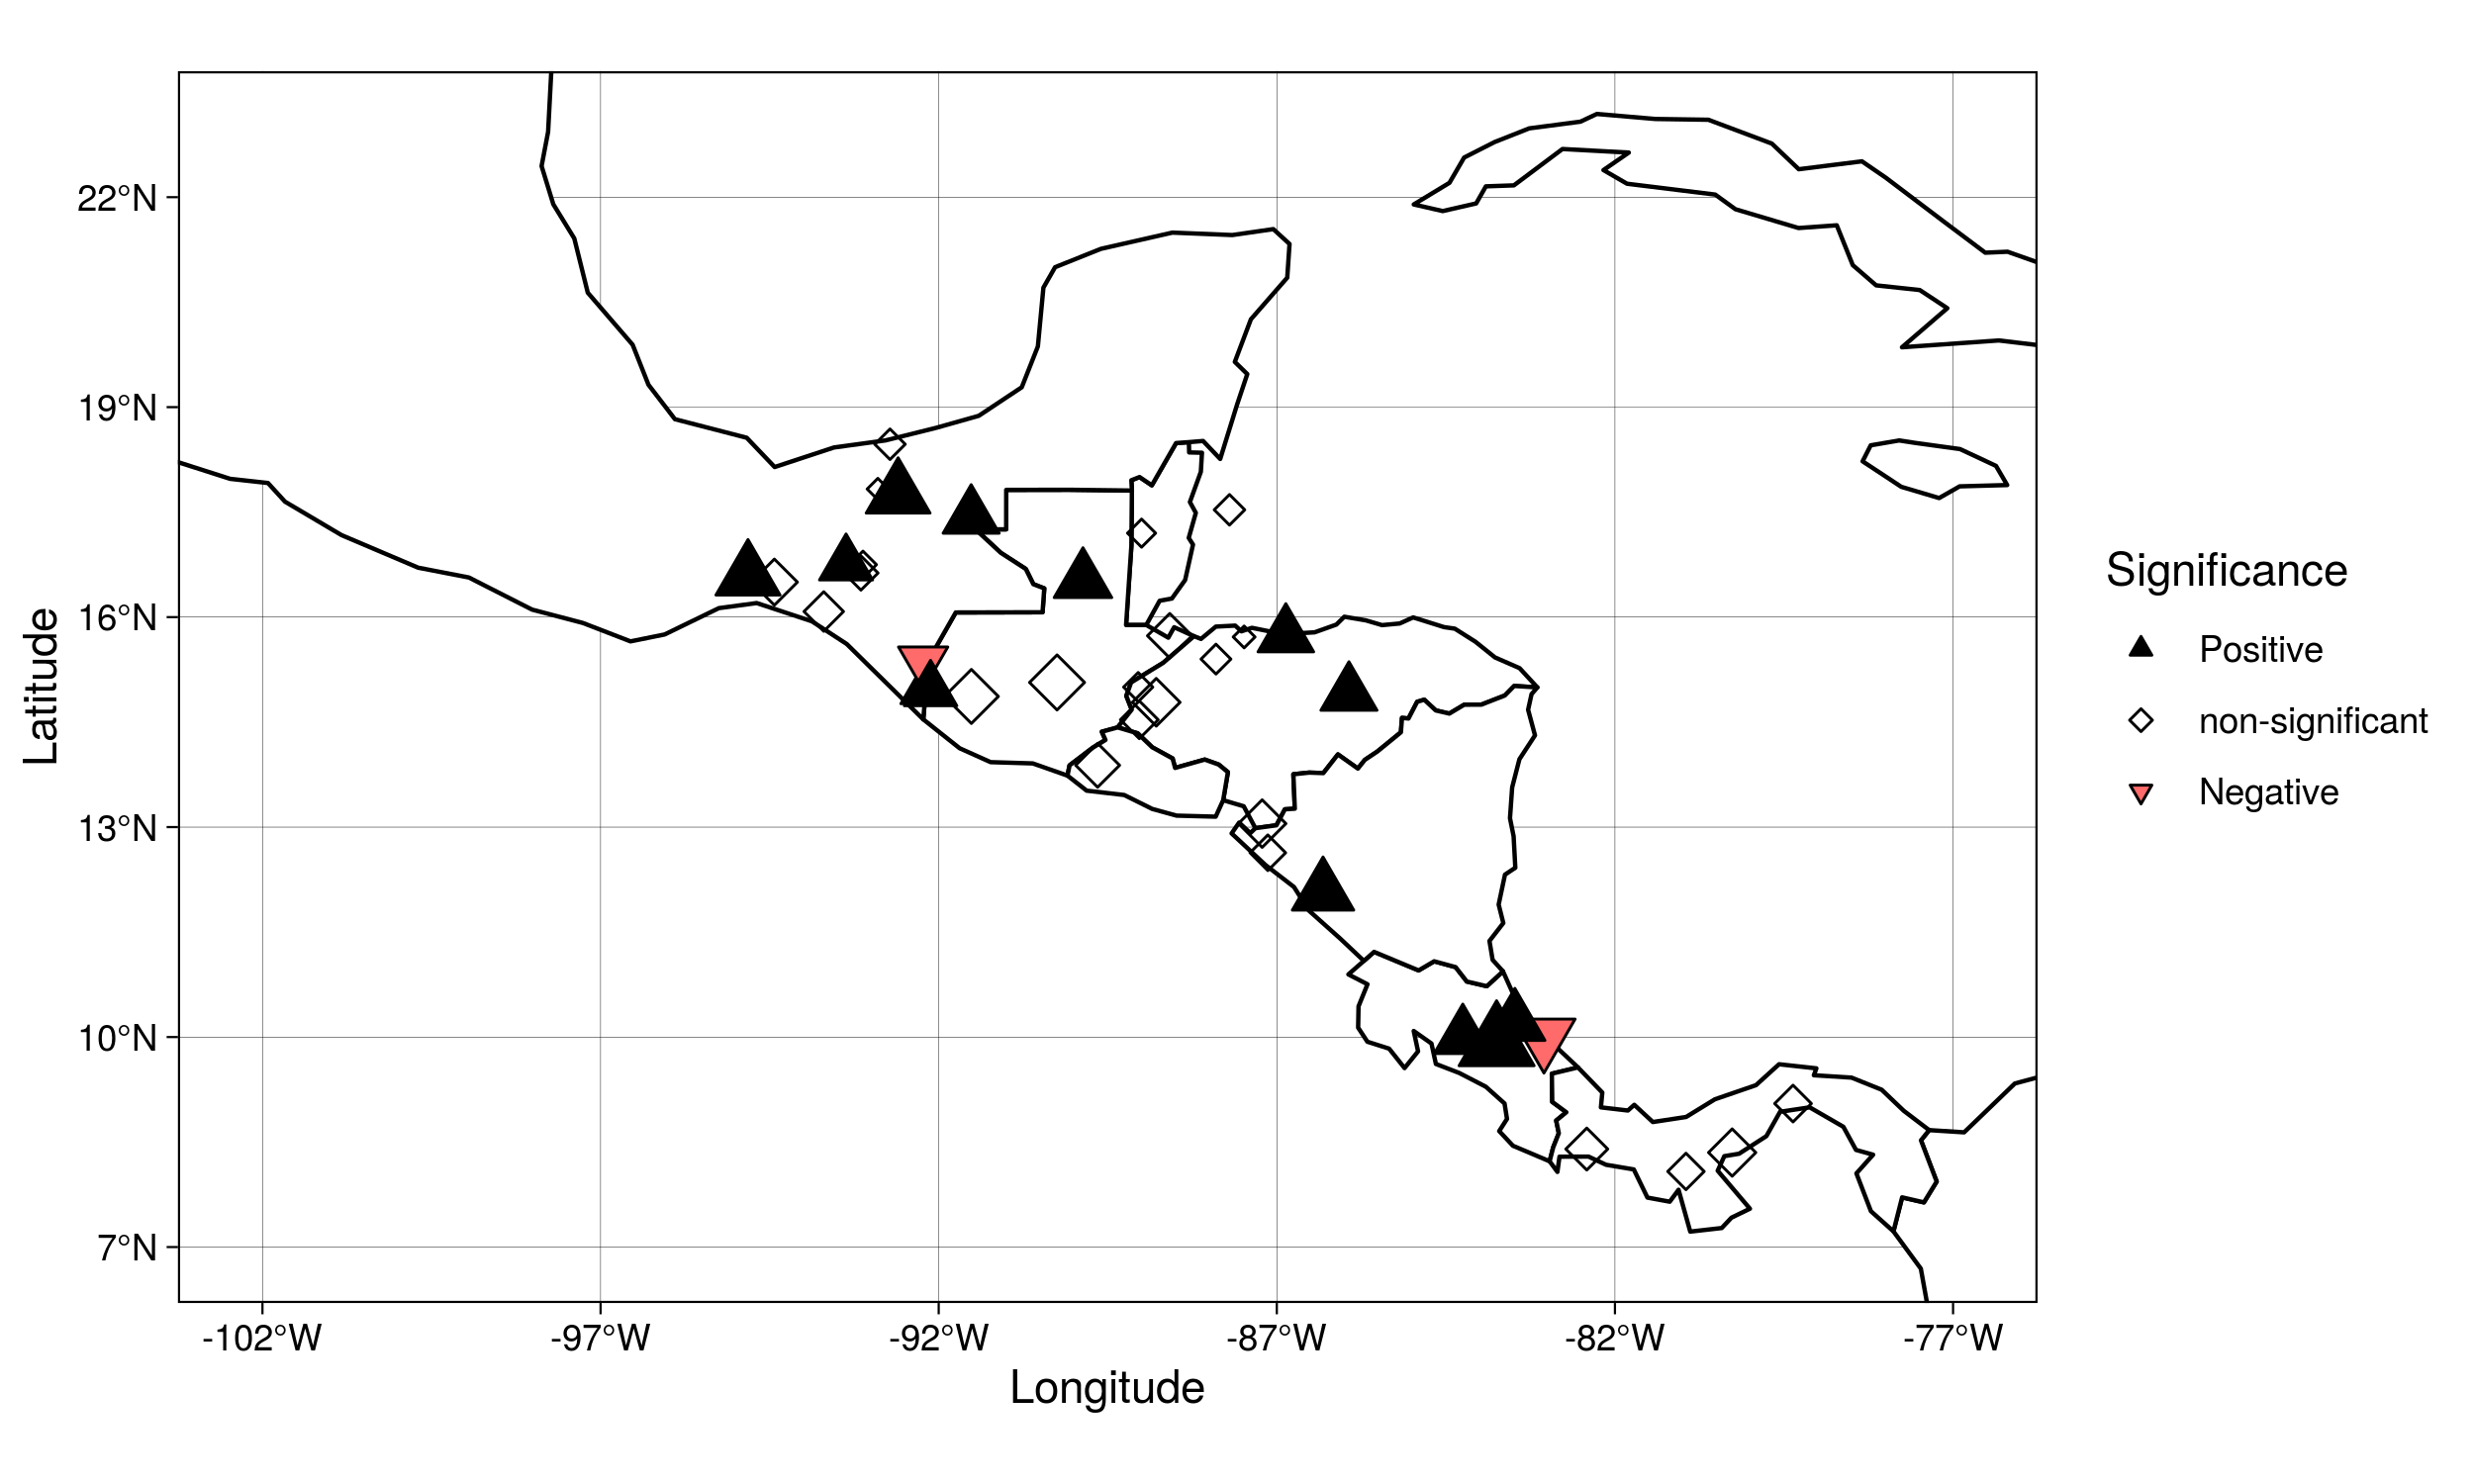 22°N
19°N
16°N
13°N
10°N
7°N
Latitude
-102°W
-97°W
-92°W
-87°W
-82°W
-77°W
Longitude
Significance
Positive
non-significant
Negative